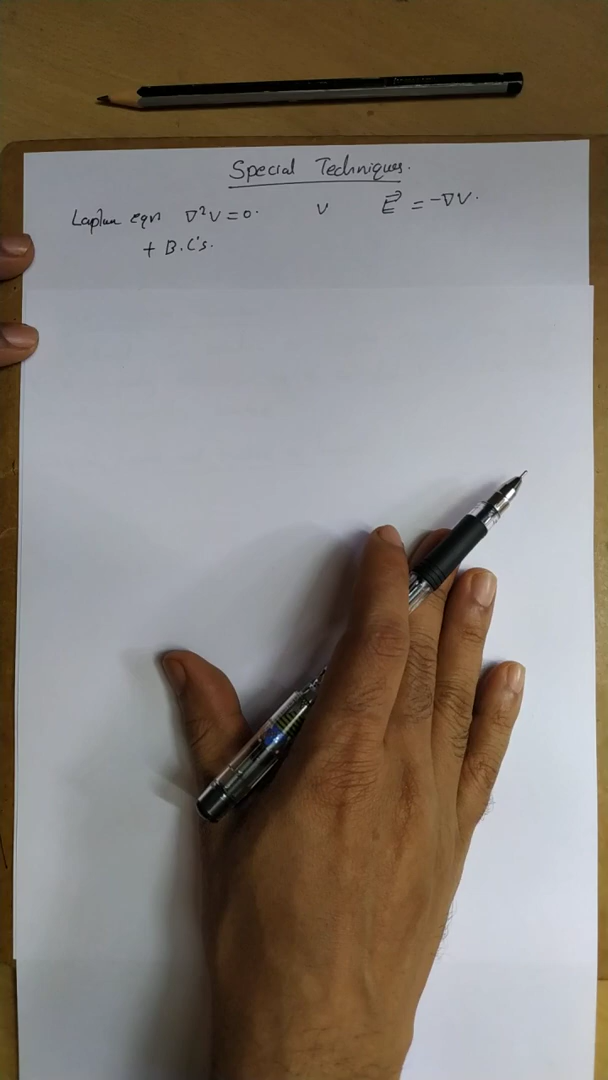 Special Techniques.
Laplace eqn ∇²V = 0. V E⃗ = -∇V.
+ B.C's.